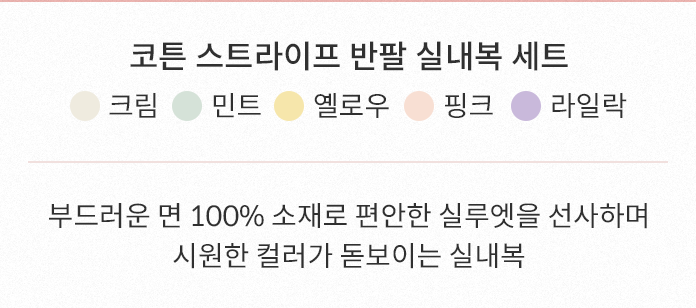 코튼 스트라이프 반팔 실내복 세트
크림 민트 옐로우 핑크 라일락
부드러운 면 100% 소재로 편안한 실루엣을 선사하며
시원한 컬러가 돋보이는 실내복